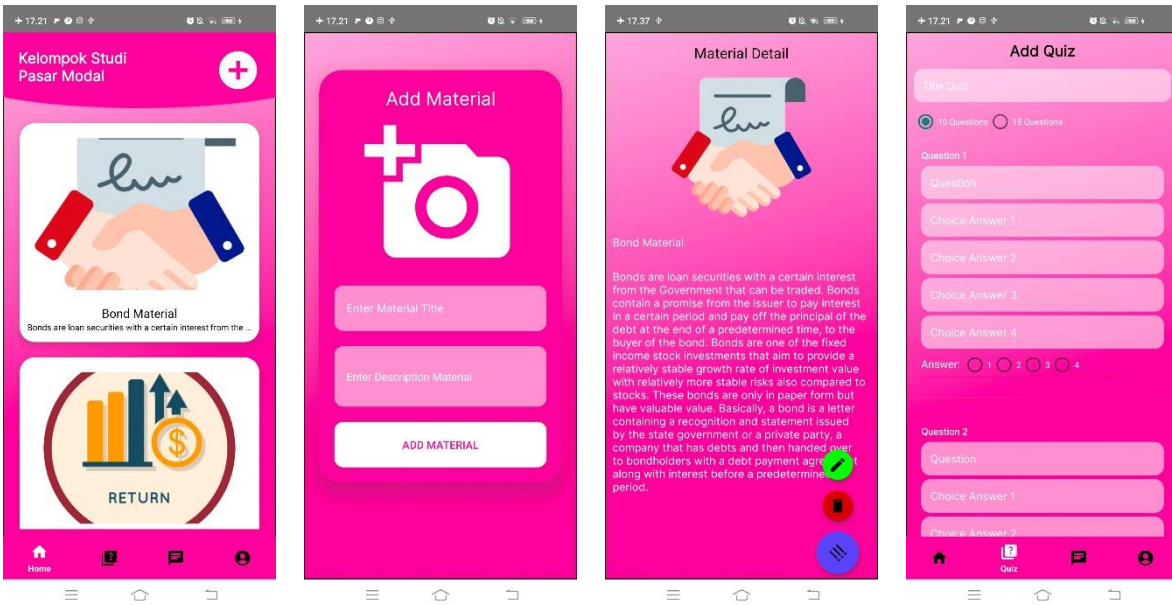 17.21
Kelompok Studi
Pasar Modal
Bond Material
Bonds are loan securities with a certain interest from the ...
RETURN
Home
17.21
Add Material
Enter Material Title
Enter Description Material
ADD MATERIAL
17.37
Material Detail
Bond Material
Bonds are loan securities with a certain interest
from the Government that can be traded. Bonds
contain a promise from the issuer to pay interest
in a certain period and pay off the principal of the
debt at the end of a predetermined time, to the
buyer of the bond. Bonds are one of the fixed
income stock investments that aim to provide a
relatively stable growth rate of investment value
with relatively more stable risks also compared to
stocks. These bonds are only in paper form but
have valuable value. Basically, a bond is a letter
containing a recognition and statement issued
by the state government or a private party, a
company that has debts and then handed over
to bondholders with a debt payment
along with interest before a predetermined
period.
17.21
Add Quiz
Title Quiz
10 Questions 15 Questions
Question 1
Question
Choice Answer 1
Choice Answer 2
Choice Answer 3
Choice Answer 4
Answer: 1 2 3 4
Question 2
Question
Choice Answer 1
Choice Answer 2
Quiz